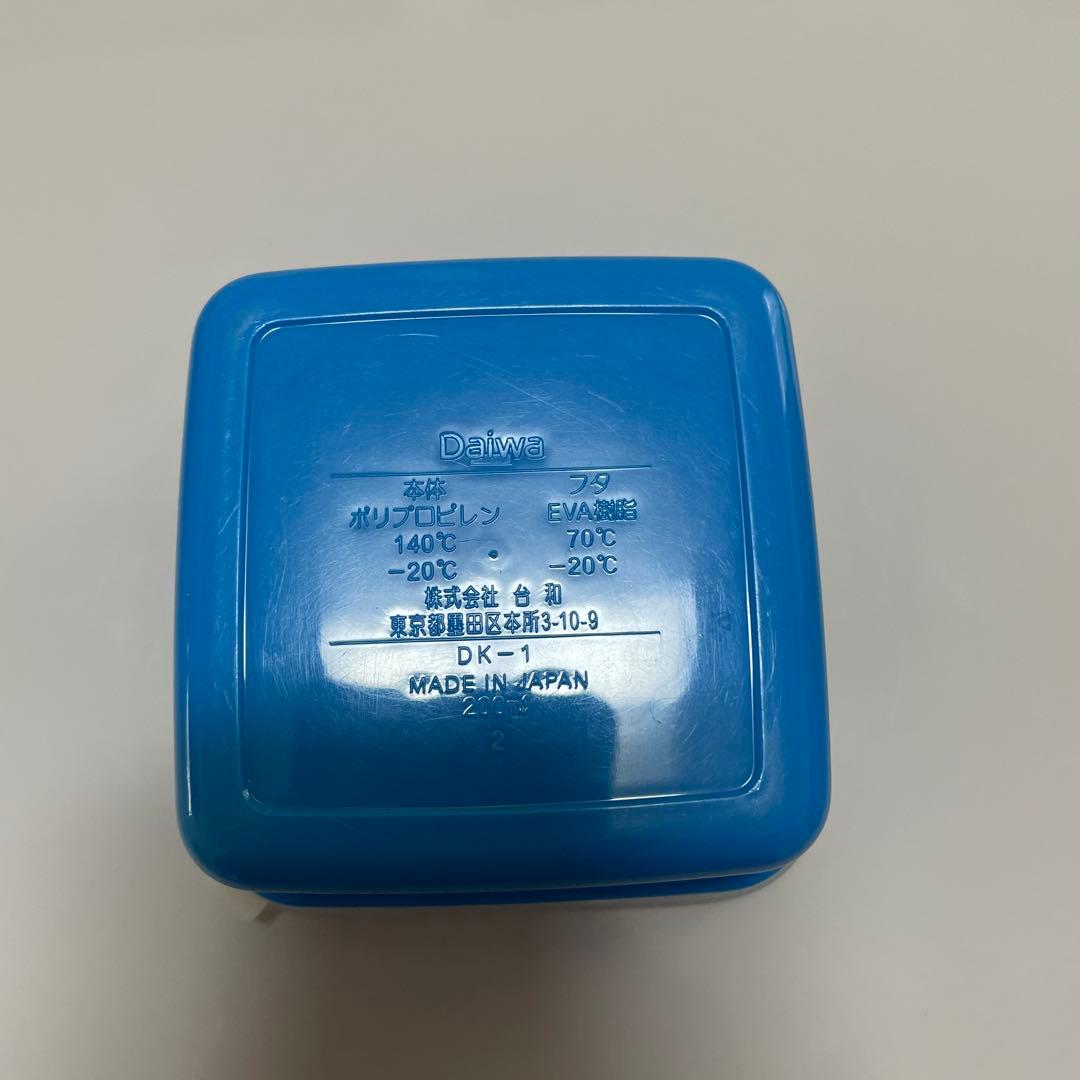 Daiwa
本体 フタ
ポリプロピレン EVA樹脂
140℃ 70℃
-20℃ -20℃
株式会社 台和
東京都墨田区本所3-10-9
DK-1
MADE IN JAPAN
200㎖
2